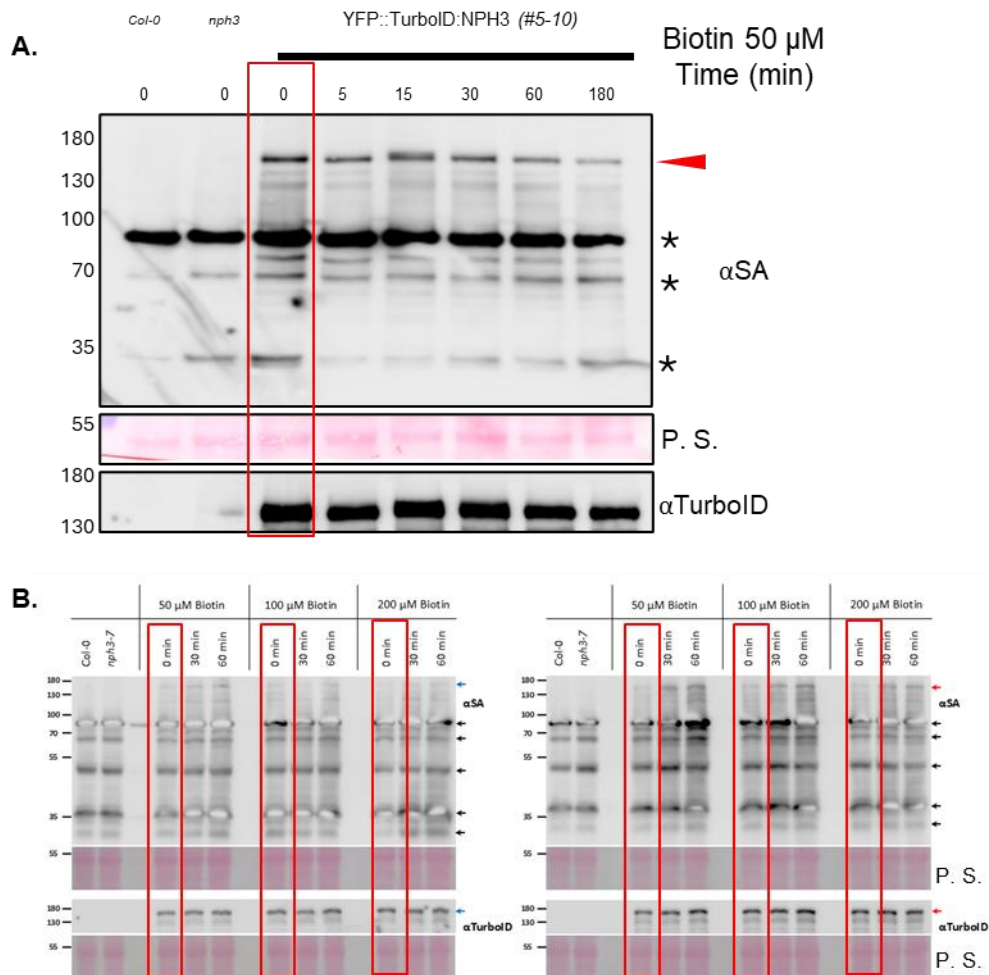 Col-0 nph3 YFP::TurboID:NPH3 (#5-10)
A.
Biotin 50 µM
Time (min)
0 0 0 5 15 30 60 180
180
130
100
70
35
* 
* 
* 
αSA
55
P. S.
180
130
αTurboID
B.
50 µM Biotin 100 µM Biotin 200 µM Biotin
Col-0 nph3-7 0 min 30 min 60 min 0 min 30 min 60 min 0 min 30 min 60 min
180
130
100
70
55
35
αSA
55
180
130
αTurboID
55
50 µM Biotin 100 µM Biotin 200 µM Biotin
Col-0 nph3-7 0 min 30 min 60 min 0 min 30 min 60 min 0 min 30 min 60 min
180
130
100
70
55
35
αSA
55
P. S.
180
130
αTurboID
55
P. S.